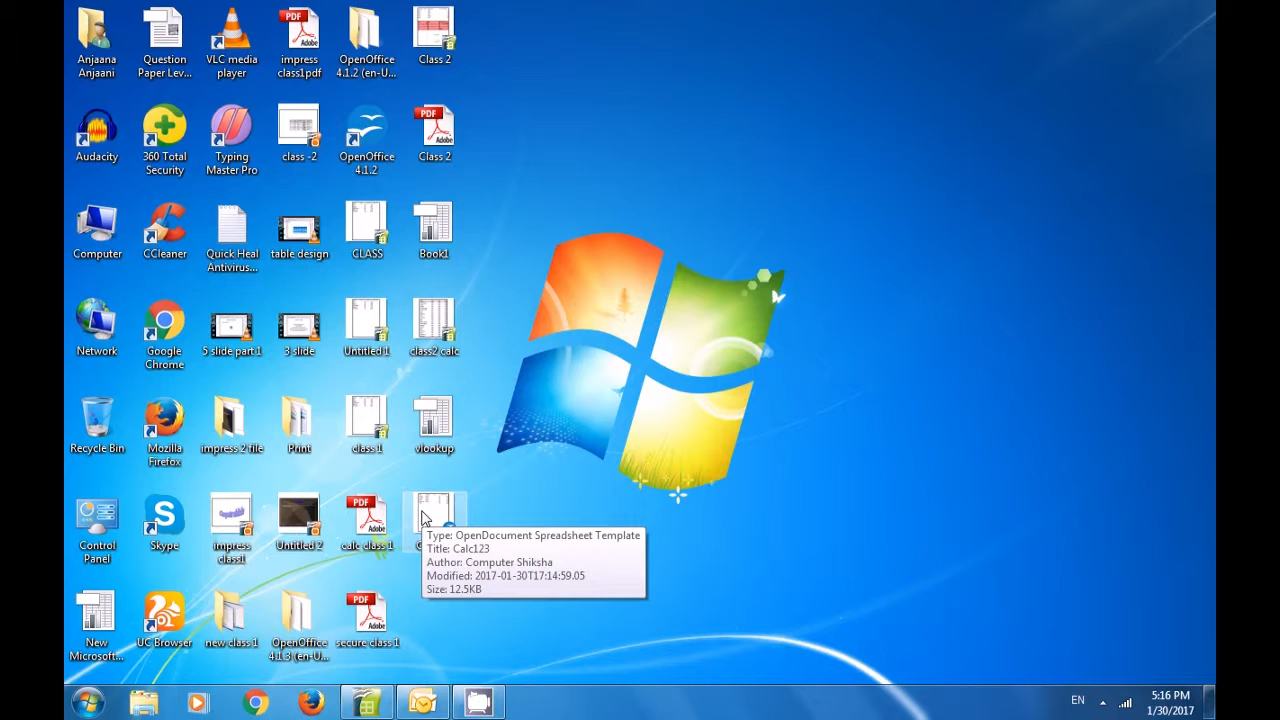 Anjaana
Anjaani
Question
Paper Lev...
VLC media
player
PDF
Adobe
impress
class1pdf
OpenOffice
4.1.2 (en-U...
Class 2
Audacity
360 Total
Security
Typing
Master Pro
class -2
OpenOffice
4.1.2
PDF
Adobe
Class 2
Computer
CCleaner
Quick Heal
Antivirus...
table design
CLASS
Book1
Network
Google
Chrome
5 slide part 1
3 slide
Untitled 1
class2 calc
Recycle Bin
Mozilla
Firefox
impress 2 file
Print
class 1
vlookup
Control
Panel
Skype
impress
class1
Untitled 2
PDF
Adobe
calc class 1
Type: OpenDocument Spreadsheet Template
Title: Calc123
Author: Computer Shiksha
Modified: 2017-01-30T17:14:59.05
Size: 12.5KB
New
Microsoft...
UC Browser
new class 1
OpenOffice
4.1.3 (en-U...
PDF
Adobe
secure class 1
EN
5:16 PM
1/30/2017